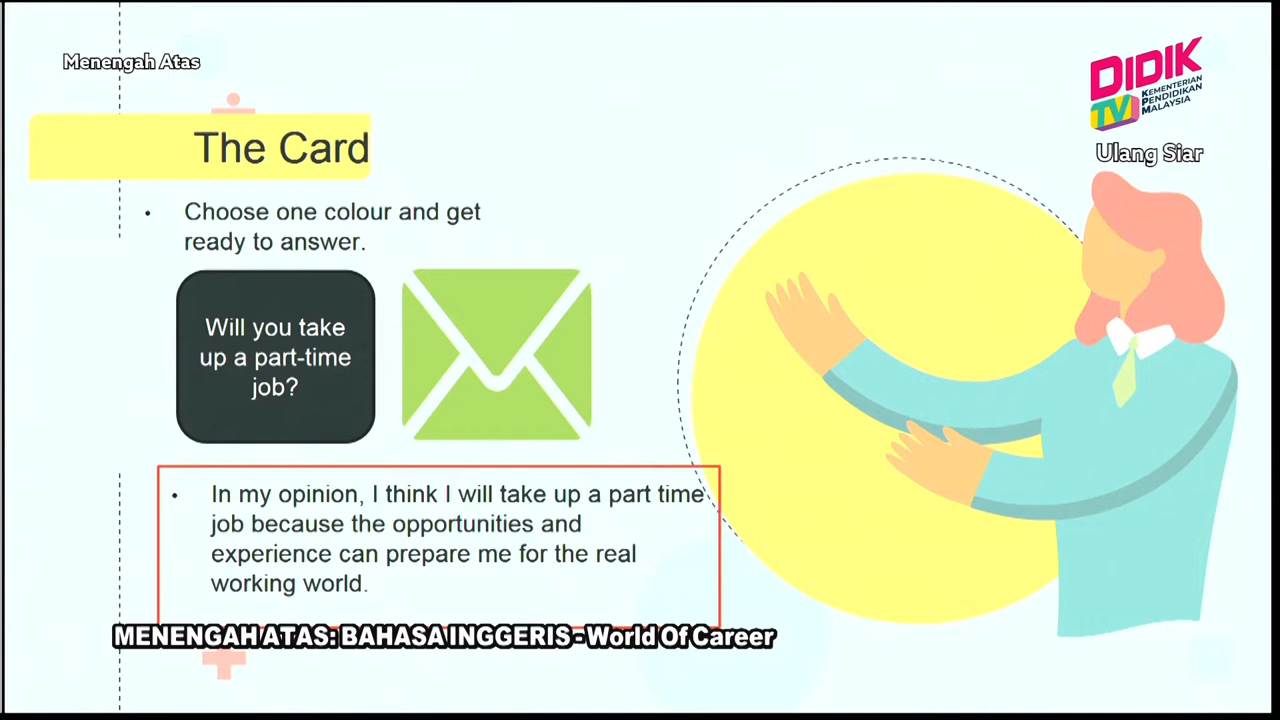 Menengah Atas
DIDIK
TV
KEMENTERIAN
PENDIDIKAN
MALAYSIA
Ulang Siar
The Card
• Choose one colour and get
ready to answer.
Will you take
up a part-time
job?
• In my opinion, I think I will take up a part time
job because the opportunities and
experience can prepare me for the real
working world.
MENENGAH ATAS: BAHASA INGGERIS - World Of Career